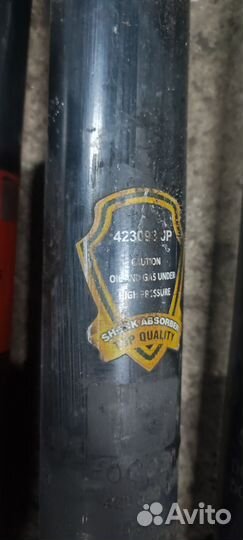 423093 JP
CAUTION
OIL AND GAS UNDER
HIGH PRESSURE
SHOCK ABSORBER
TOP QUALITY
Avito